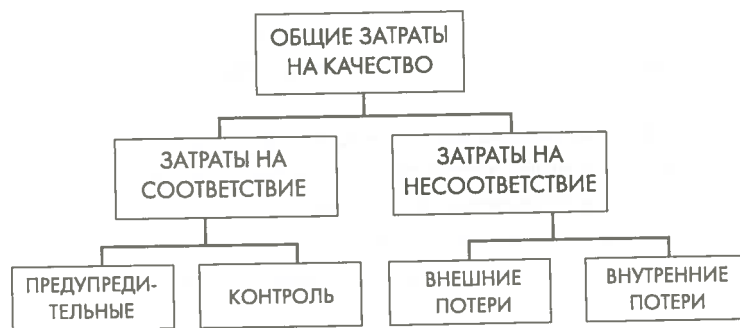 ОБЩИЕ ЗАТРАТЫ
НА КАЧЕСТВО
ЗАТРАТЫ НА
СООТВЕТСТВИЕ
ЗАТРАТЫ НА
НЕСООТВЕТСТВИЕ
ПРЕДУПРЕДИ-
ТЕЛЬНЫЕ
КОНТРОЛЬ
ВНЕШНИЕ
ПОТЕРИ
ВНУТРЕННИЕ
ПОТЕРИ